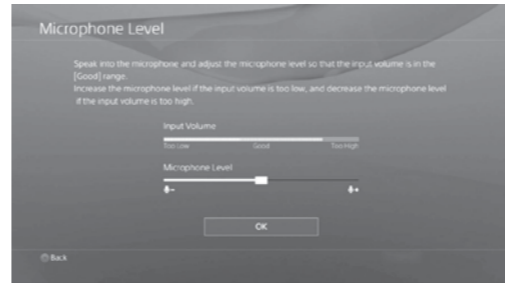 Microphone Level
Speak into the microphone and adjust the microphone level so that the input volume is in the
[Good] range.
Increase the microphone level if the input volume is too low, and decrease the microphone level
if the input volume is too high.
Input Volume
Too Low Good Too High
Microphone Level
- +
OK
Back